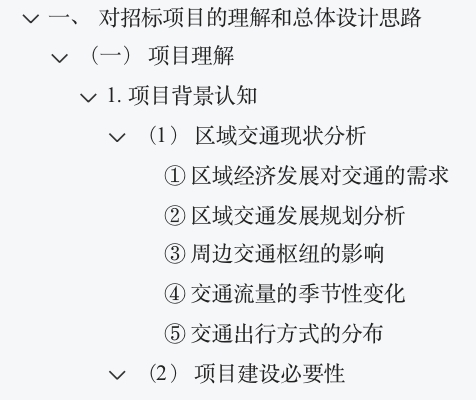 一、 对招标项目的理解和总体设计思路
（一） 项目理解
1. 项目背景认知
（1） 区域交通现状分析
① 区域经济发展对交通的需求
② 区域交通发展规划分析
③ 周边交通枢纽的影响
④ 交通流量的季节性变化
⑤ 交通出行方式的分布
（2） 项目建设必要性